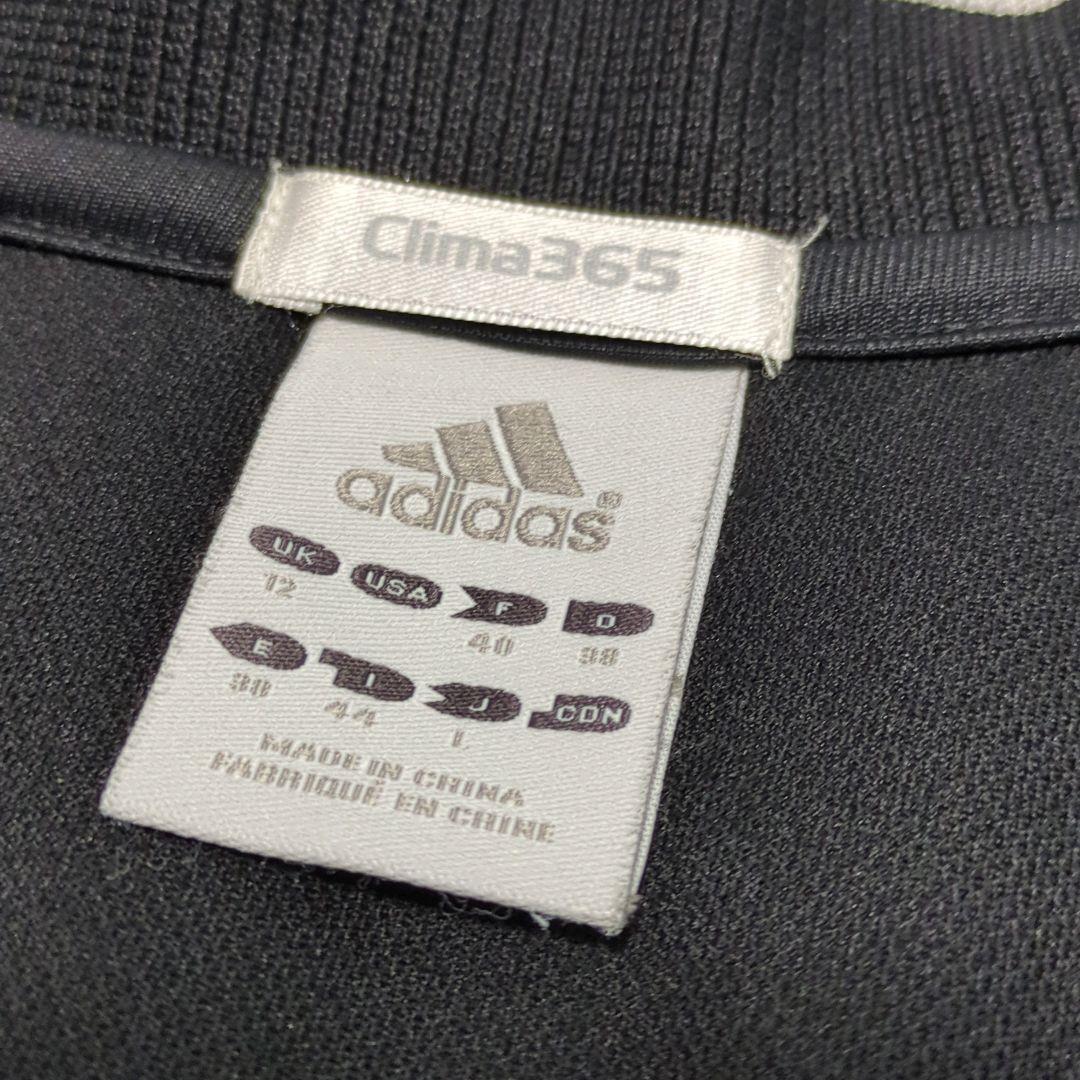 Clima365
adidas®
UK USA F D
12 40 38
E I J CDN
38 44 L
MADE IN CHINA
FABRIQUÉ EN CHINE